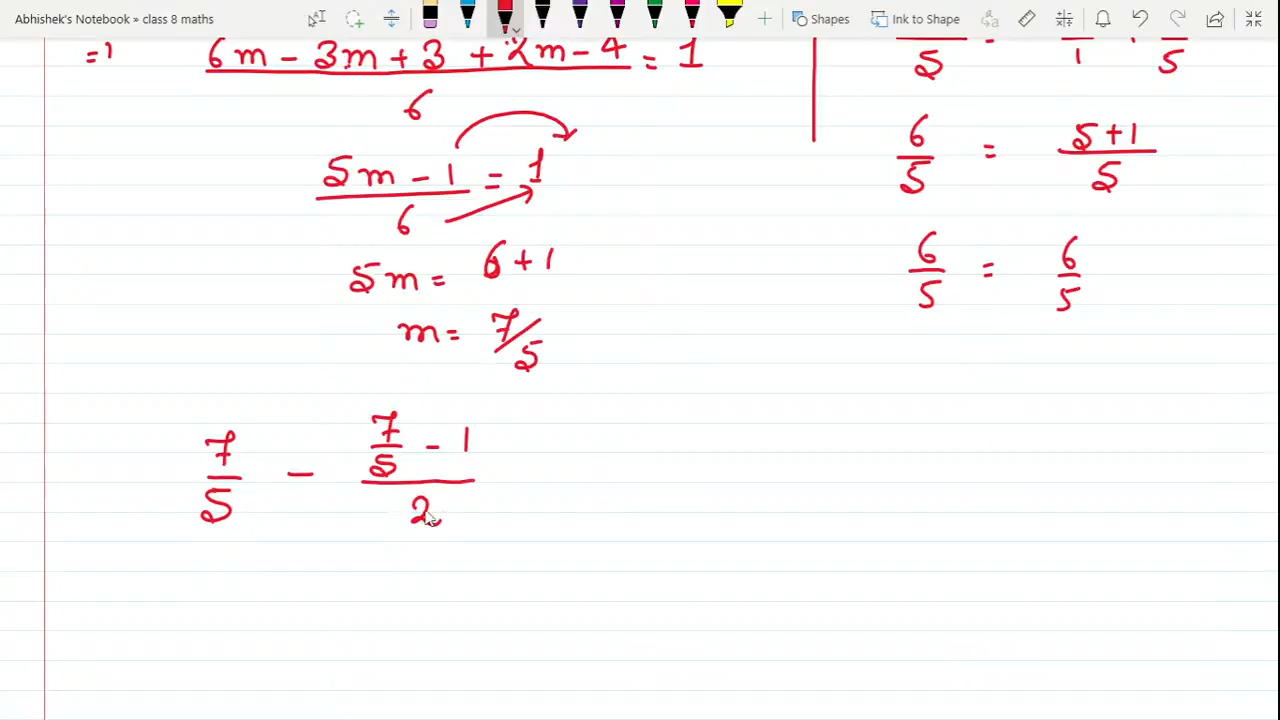 Abhishek's Notebook » class 8 maths
Shapes
Ink to Shape
=1 (6m - 3m + 3 + 2m - 4)/6 = 1
(5m - 1)/6 = 1
5m = 6 + 1
m = 7/5
7/5 - (7/5 - 1)/2
6/5 = (5+1)/5
6/5 = 6/5